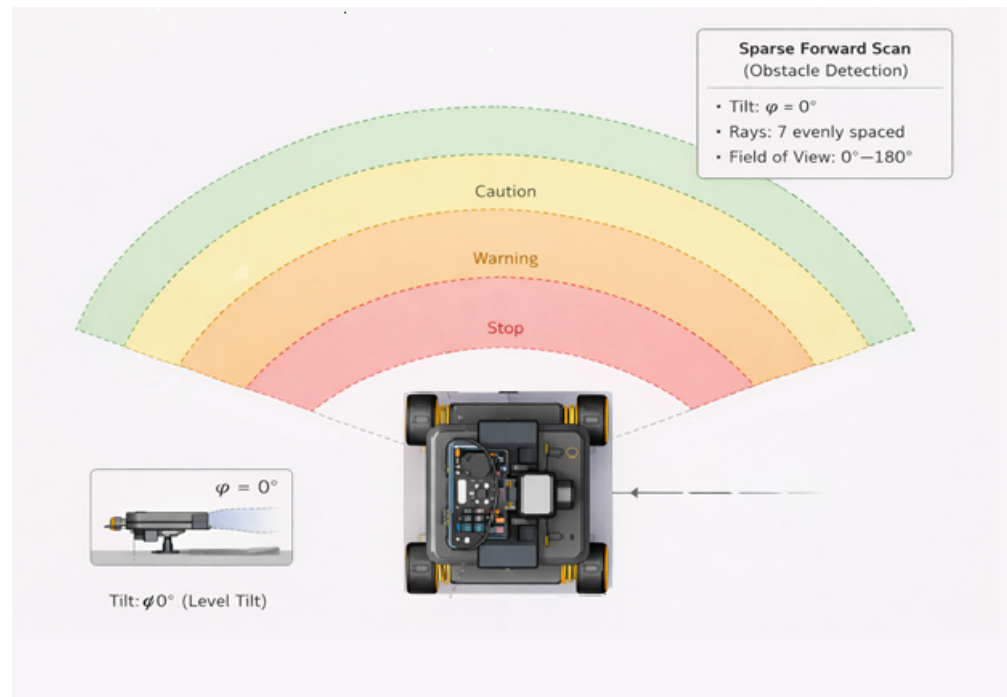 Sparse Forward Scan
(Obstacle Detection)
• Tilt: φ = 0°
• Rays: 7 evenly spaced
• Field of View: 0°—180°
Caution
Warning
Stop
φ = 0°
Tilt: φ0° (Level Tilt)